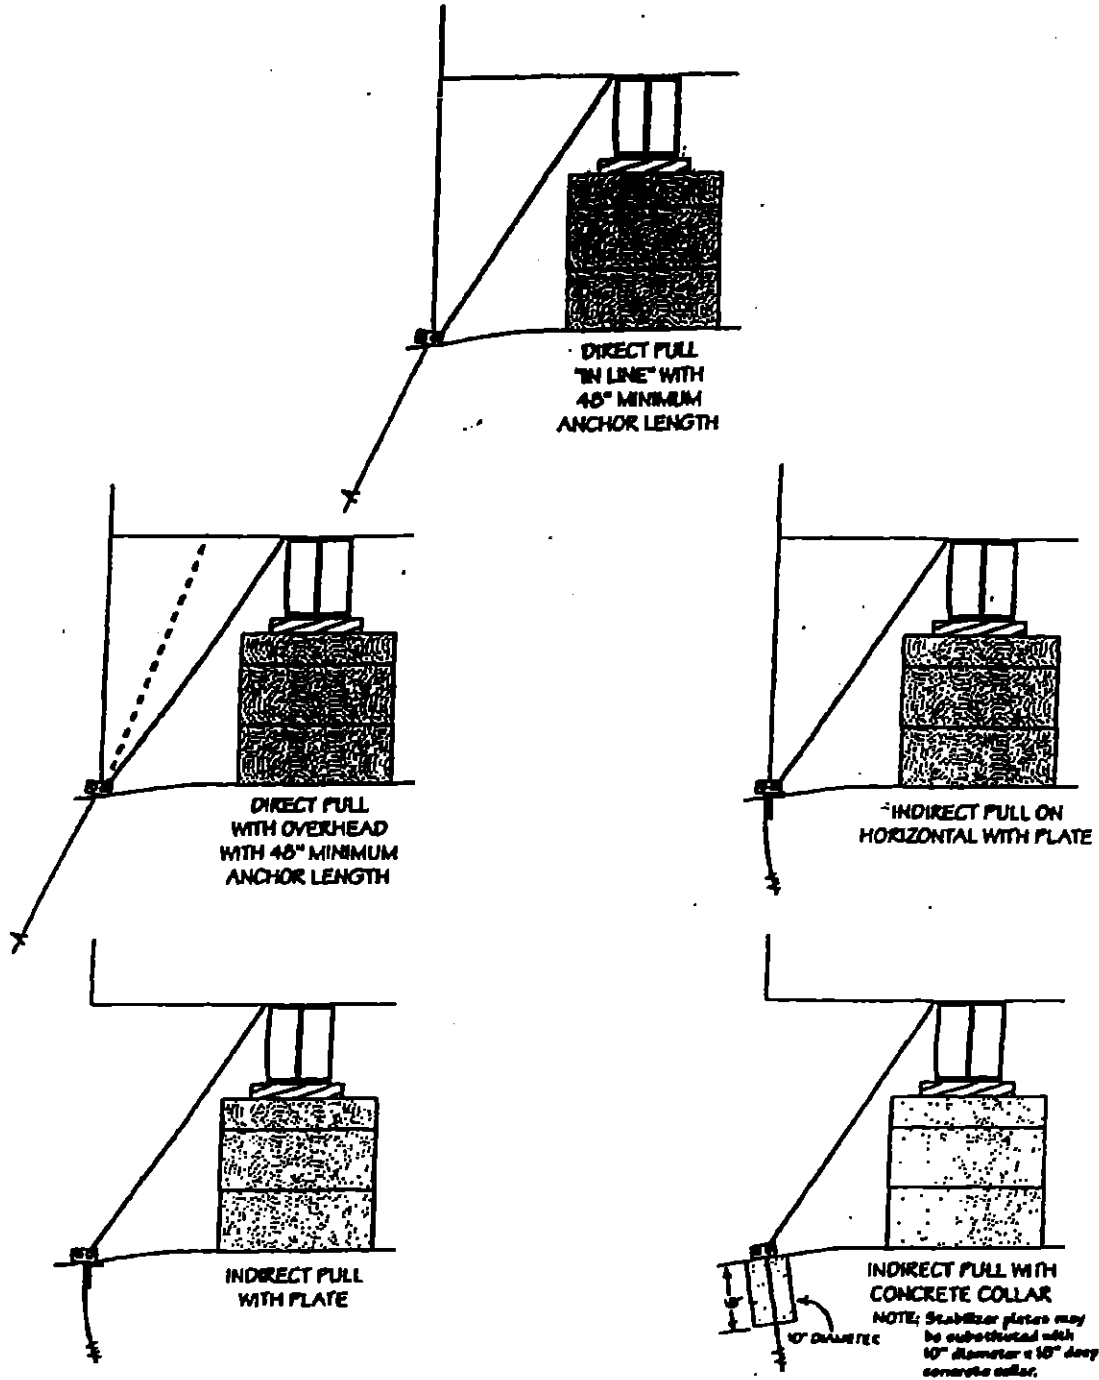 DIRECT PULL
"IN LINE" WITH
48" MINIMUM
ANCHOR LENGTH
DIRECT PULL
WITH OVERHEAD
WITH 48" MINIMUM
ANCHOR LENGTH
INDIRECT PULL ON
HORIZONTAL WITH PLATE
INDIRECT PULL
WITH PLATE
INDIRECT PULL WITH
CONCRETE COLLAR
10" DIAMETER
NOTE: Stabilizer plates may
be substituted with
10" diameter x 18" deep
concrete collar.